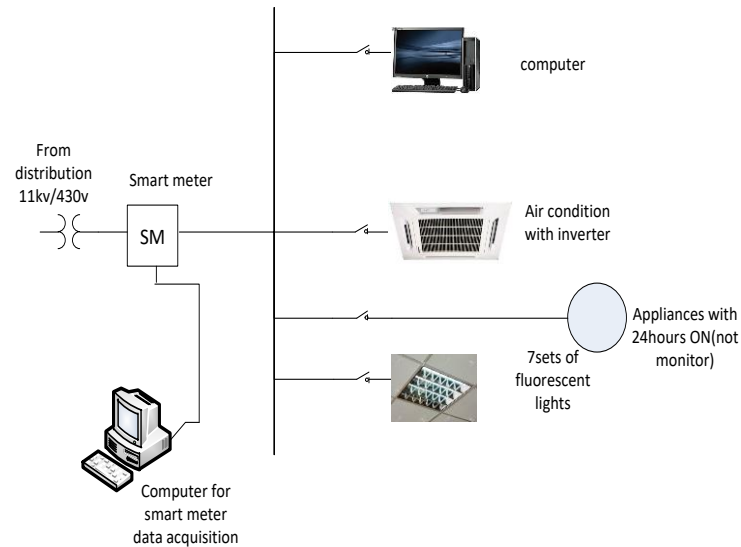 computer
From
distribution
11kv/430v
Smart meter
SM
Air condition
with inverter
Appliances with
24hours ON(not
monitor)
7sets of
fluorescent
lights
Computer for
smart meter
data acquisition